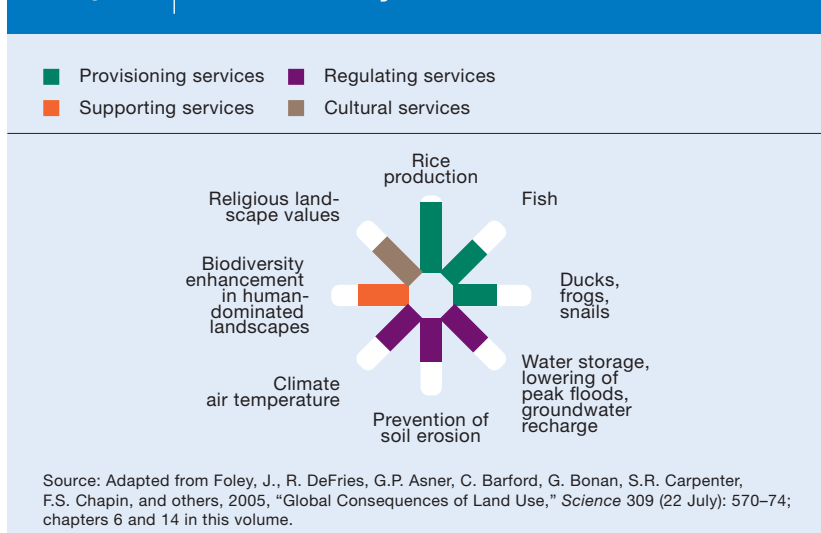 Provisioning services
Regulating services
Supporting services
Cultural services
Rice
production
Religious land-
scape values
Fish
Biodiversity
enhancement
in human-
dominated
landscapes
Ducks,
frogs,
snails
Climate
air temperature
Prevention of
soil erosion
Water storage,
lowering of
peak floods,
groundwater
recharge
Source: Adapted from Foley, J., R. DeFries, G.P. Asner, C. Barford, G. Bonan, S.R. Carpenter,
F.S. Chapin, and others, 2005, “Global Consequences of Land Use,” Science 309 (22 July): 570–74;
chapters 6 and 14 in this volume.